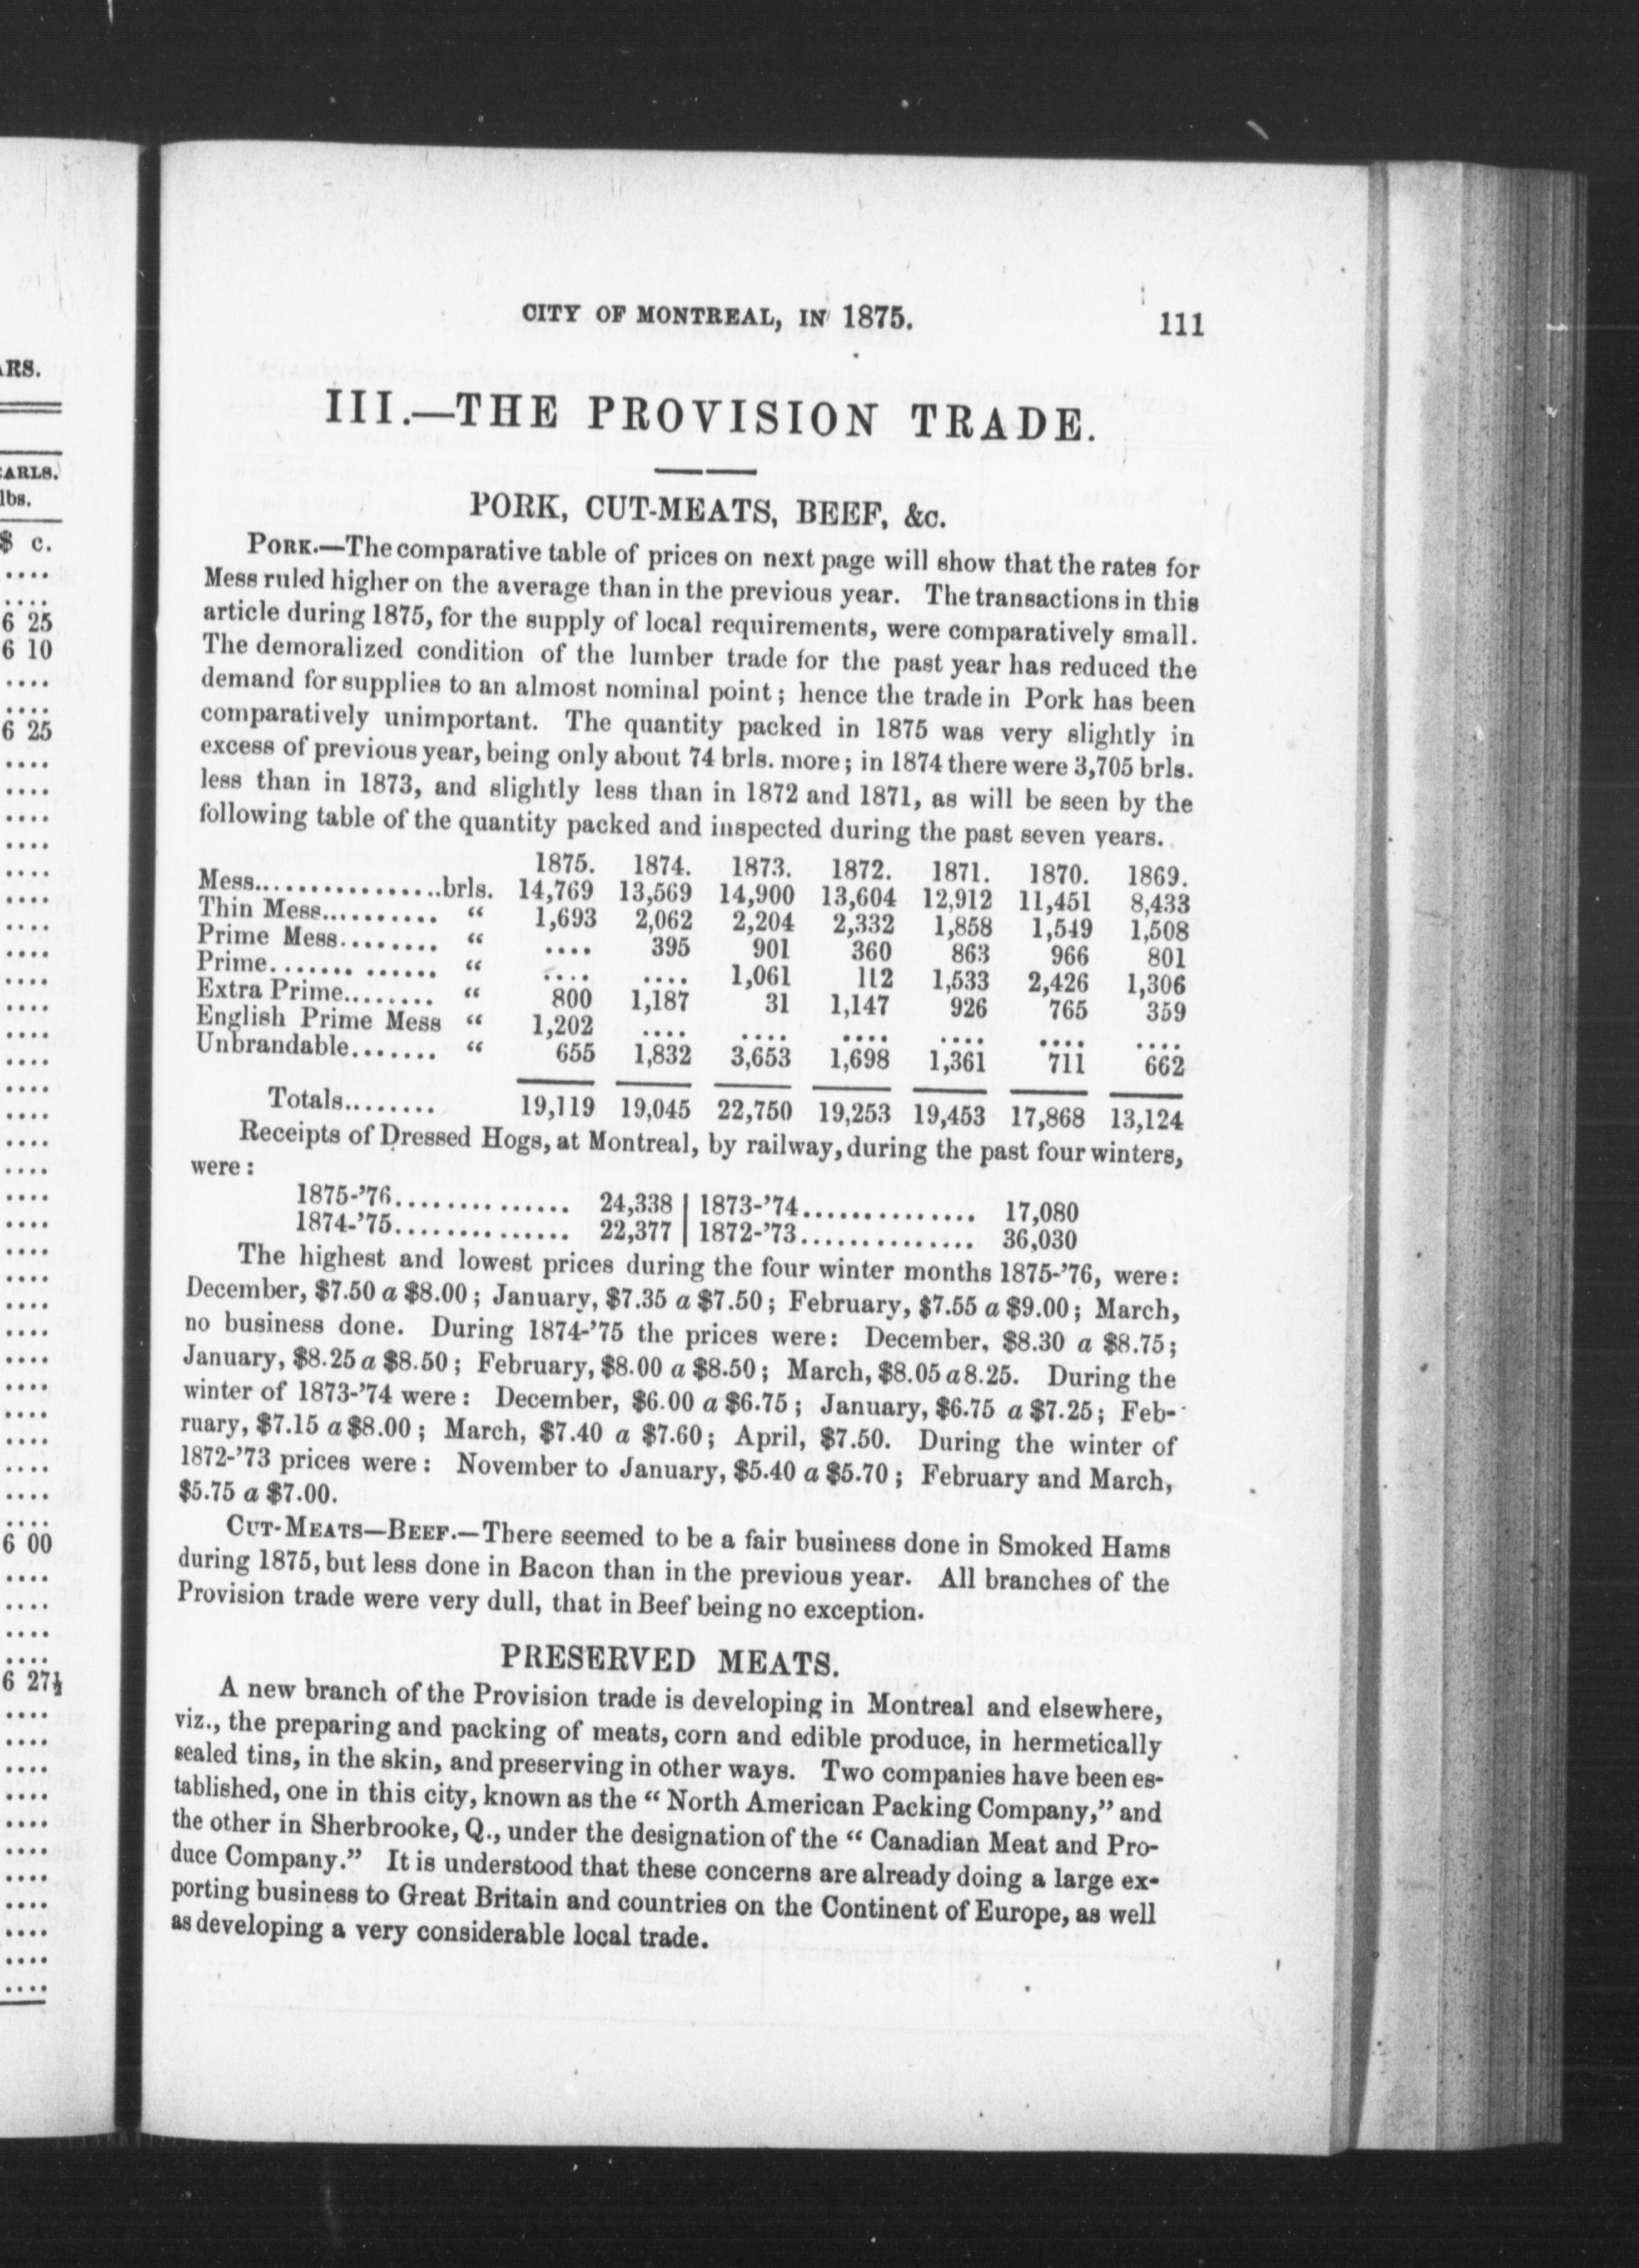 CITY OF MONTREAL, IN 1875. 111
III.—THE PROVISION TRADE.
PORK, CUT-MEATS, BEEF, &c.
PORK.—The comparative table of prices on next page will show that the rates for
Mess ruled higher on the average than in the previous year. The transactions in this
article during 1875, for the supply of local requirements, were comparatively small.
The demoralized condition of the lumber trade for the past year has reduced the
demand for supplies to an almost nominal point; hence the trade in Pork has been
comparatively unimportant. The quantity packed in 1875 was very slightly in
excess of previous year, being only about 74 brls. more; in 1874 there were 3,705 brls.
less than in 1873, and slightly less than in 1872 and 1871, as will be seen by the
following table of the quantity packed and inspected during the past seven years.
1875. 1874. 1873. 1872. 1871. 1870. 1869.
Mess.................brls. 14,769 13,569 14,900 13,604 12,912 11,451 8,433
Thin Mess.......... “ 1,693 2,062 2,204 2,332 1,858 1,549 1,508
Prime Mess........ “ .... 395 901 360 863 966 801
Prime....... ...... “ .... .... 1,061 112 1,533 2,426 1,306
Extra Prime........ “ 800 1,187 31 1,147 926 765 359
English Prime Mess “ 1,202 .... .... .... .... .... ....
Unbrandable....... “ 655 1,832 3,653 1,698 1,361 711 662
Totals........ 19,119 19,045 22,750 19,253 19,453 17,868 13,124
Receipts of Dressed Hogs, at Montreal, by railway, during the past four winters,
were:
1875-’76............... 24,338 | 1873-’74............... 17,080
1874-’75............... 22,377 | 1872-’73............... 36,030
The highest and lowest prices during the four winter months 1875-’76, were:
December, $7.50 a $8.00; January, $7.35 a $7.50; February, $7.55 a $9.00; March,
no business done. During 1874-’75 the prices were: December, $8.30 a $8.75;
January, $8.25 a $8.50; February, $8.00 a $8.50; March, $8.05 a 8.25. During the
winter of 1873-’74 were: December, $6.00 a $6.75; January, $6.75 a $7.25; Feb-
ruary, $7.15 a $8.00; March, $7.40 a $7.60; April, $7.50. During the winter of
1872-’73 prices were: November to January, $5.40 a $5.70; February and March,
$5.75 a $7.00.
CUT-MEATS—BEEF.—There seemed to be a fair business done in Smoked Hams
during 1875, but less done in Bacon than in the previous year. All branches of the
Provision trade were very dull, that in Beef being no exception.
PRESERVED MEATS.
A new branch of the Provision trade is developing in Montreal and elsewhere,
viz., the preparing and packing of meats, corn and edible produce, in hermetically
sealed tins, in the skin, and preserving in other ways. Two companies have been es-
tablished, one in this city, known as the “North American Packing Company,” and
the other in Sherbrooke, Q., under the designation of the “Canadian Meat and Pro-
duce Company.” It is understood that these concerns are already doing a large ex-
porting business to Great Britain and countries on the Continent of Europe, as well
as developing a very considerable local trade.
lbs.
$ c.
....
....
6 25
6 10
....
....
6 25
6 00
6 27½